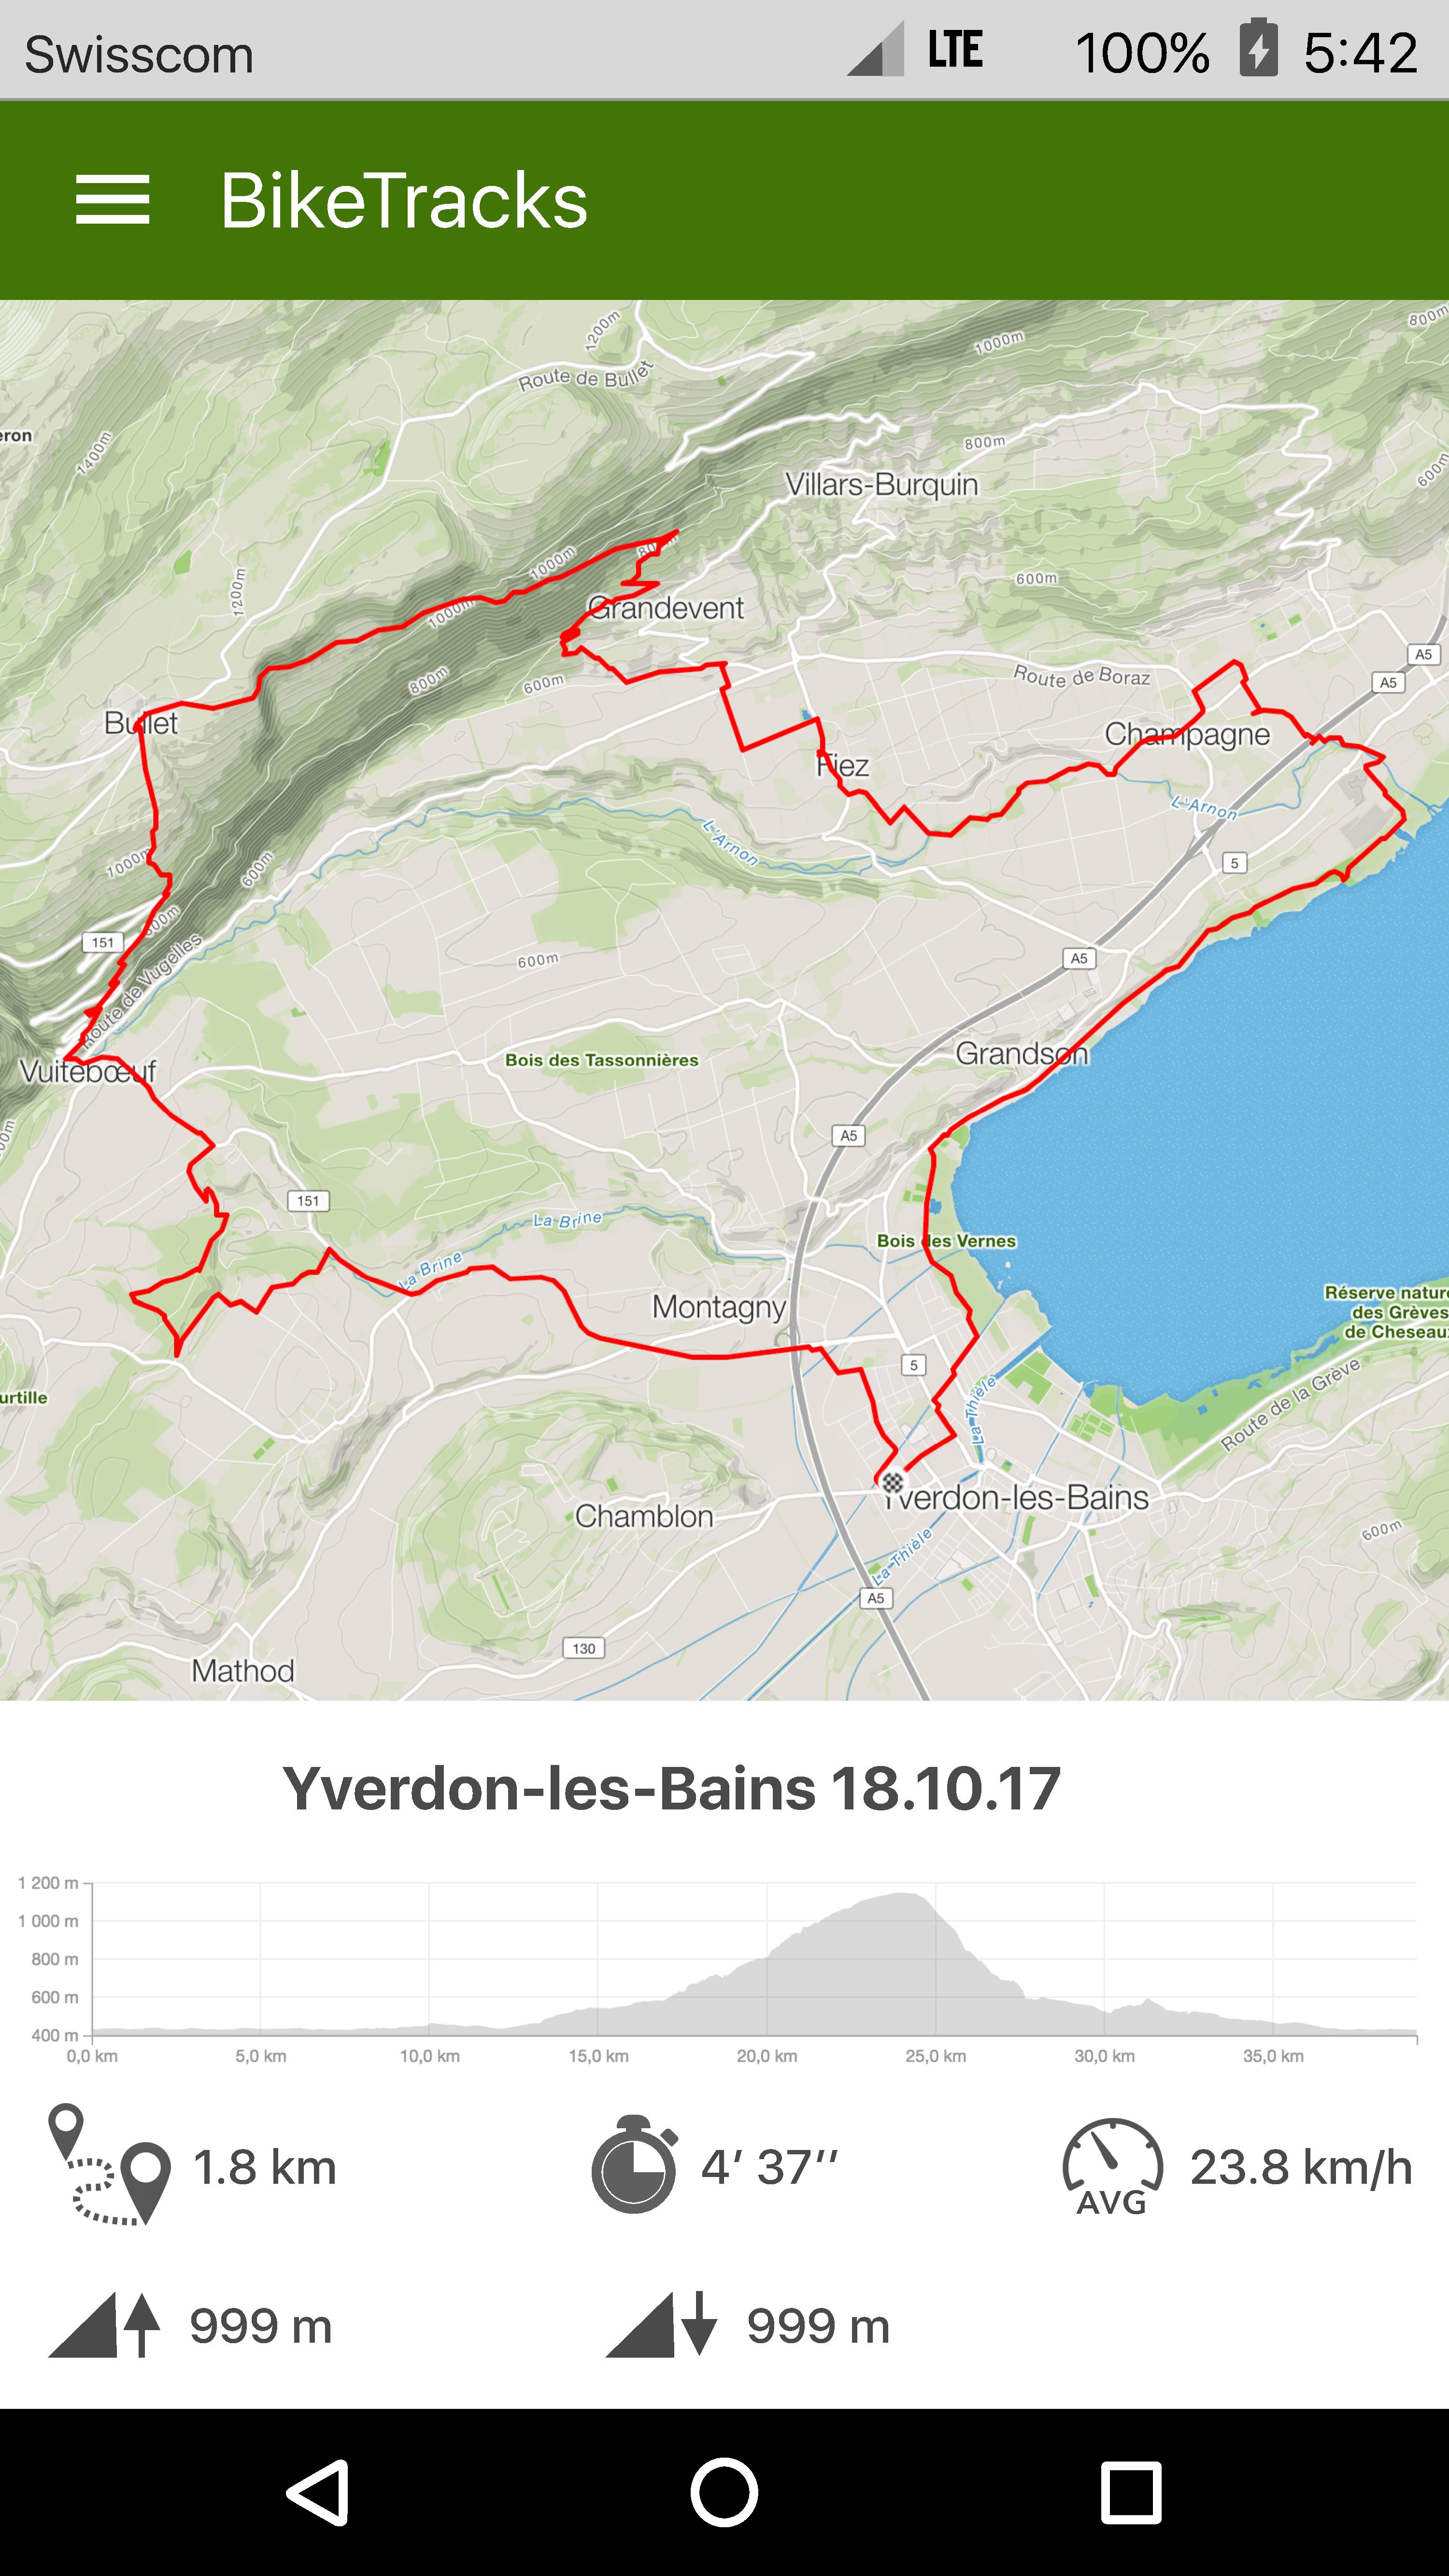 Swisscom LTE 100% 5:42
BikeTracks
1200m
1000m
800m
Route de Bullet
1400m
eron
800m
600m
Villars-Burquin
1200m
1000m
600m
Grandevent
1000m
A5
Route de Boraz
800m
600m
A5
Bullet
Champagne
Fiez
L'Arnon
L'Arnon
1000m
600m
5
151
600m
A5
Route de Vugelles
Grandson
Bois des Tassonnières
Vuitebœuf
A5
151
La Brine
Bois des Vernes
La Brine
Réserve nature
des Grèves
de Cheseau
Montagny
5
Route de la Grève
urtille
La Thièle
Yverdon-les-Bains
Chamblon
600m
La Thièle
A5
130
Mathod
Yverdon-les-Bains 18.10.17
1 200 m
1 000 m
800 m
600 m
400 m
0,0 km 5,0 km 10,0 km 15,0 km 20,0 km 25,0 km 30,0 km 35,0 km
1.8 km 4′ 37′′ 23.8 km/h
AVG
999 m 999 m